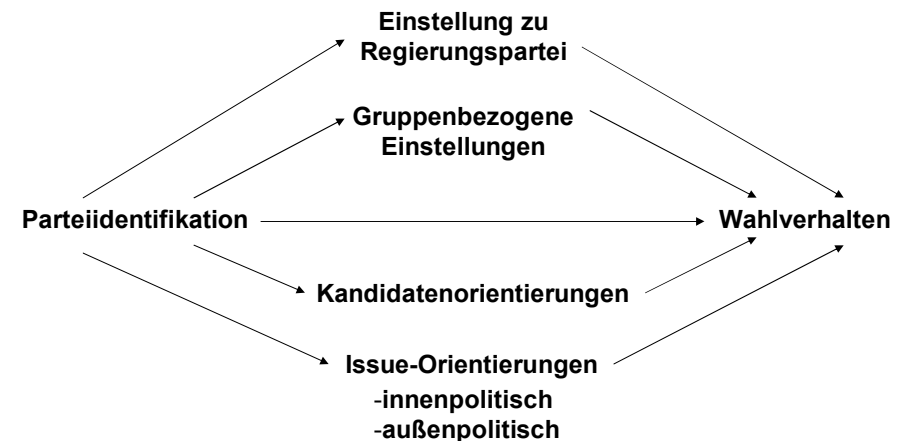 Einstellung zu
Regierungspartei
Gruppenbezogene
Einstellungen
Parteiidentifikation
Wahlverhalten
Kandidatenorientierungen
Issue-Orientierungen
-innenpolitisch
-außenpolitisch